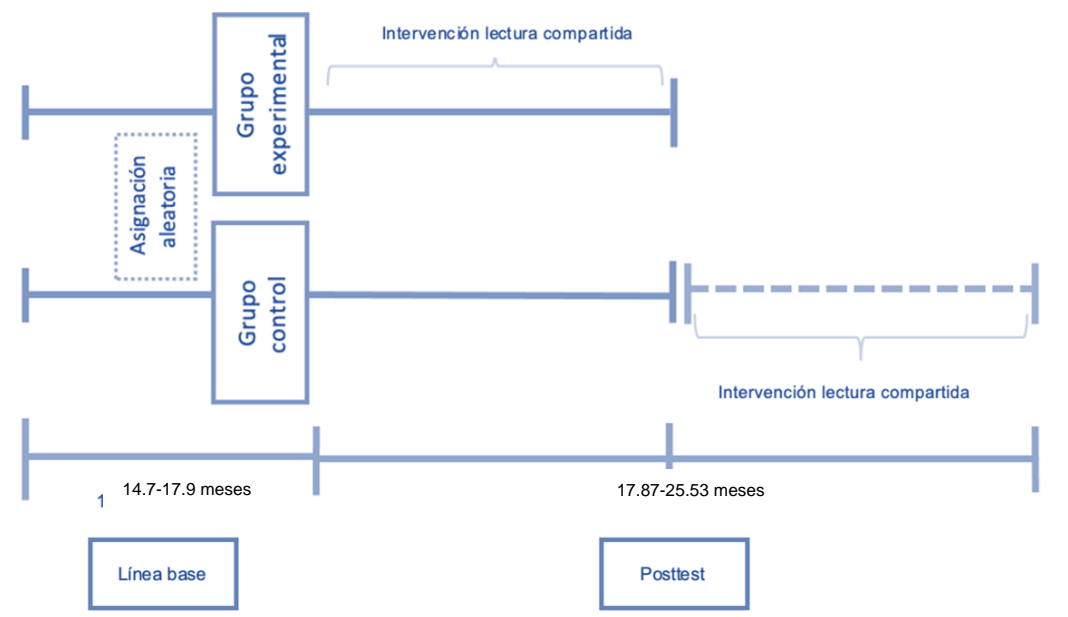 Intervención lectura compartida
Grupo
experimental
Asignación
aleatoria
Grupo
control
Intervención lectura compartida
1
14.7-17.9 meses
17.87-25.53 meses
Línea base
Posttest